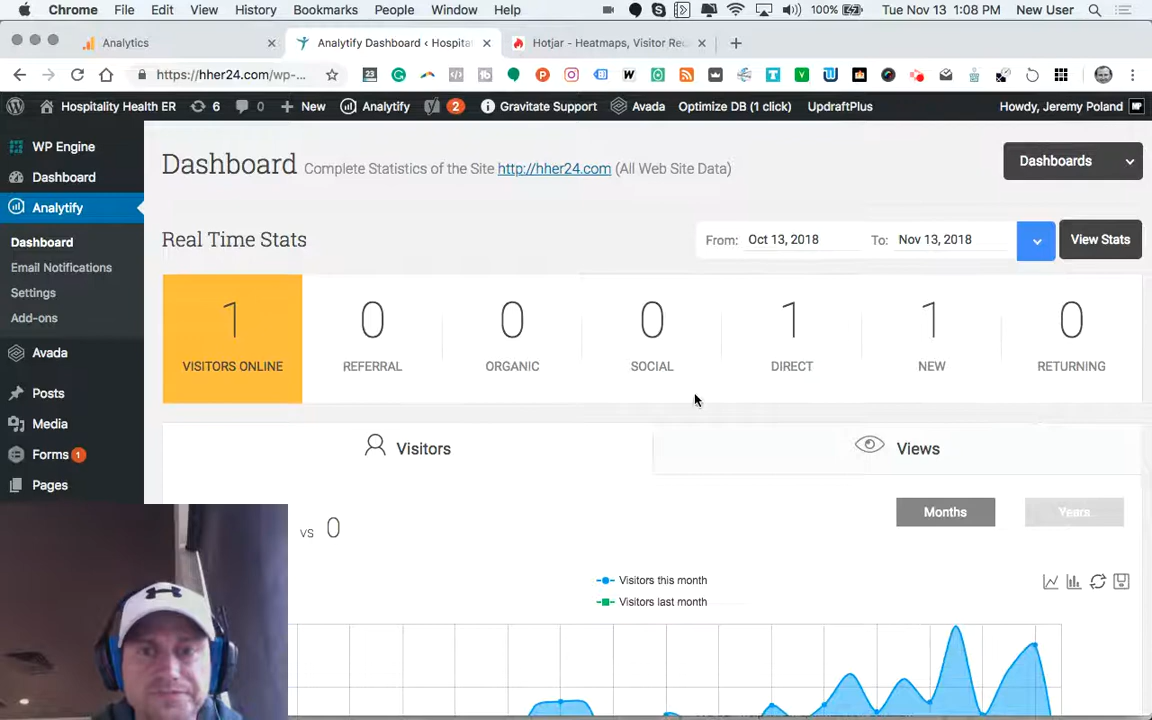 Chrome File Edit View History Bookmarks People Window Help 100% Tue Nov 13 1:08 PM New User
Analytics
Analytify Dashboard ‹ Hospita
Hotjar - Heatmaps, Visitor Rec
https://hher24.com/wp-
Hospitality Health ER 6 0 New Analytify 2 Gravitate Support Avada Optimize DB (1 click) UpdraftPlus Howdy, Jeremy Poland
WP Engine
Dashboard
Analytify
Dashboard
Email Notifications
Settings
Add-ons
Avada
Posts
Media
Forms 1
Pages
Dashboard Complete Statistics of the Site http://hher24.com (All Web Site Data)
Dashboards
Real Time Stats
From: Oct 13, 2018 To: Nov 13, 2018
View Stats
1 0 0 0 1 1 0
VISITORS ONLINE REFERRAL ORGANIC SOCIAL DIRECT NEW RETURNING
Visitors Views
vs 0
Months Years
Visitors this month
Visitors last month